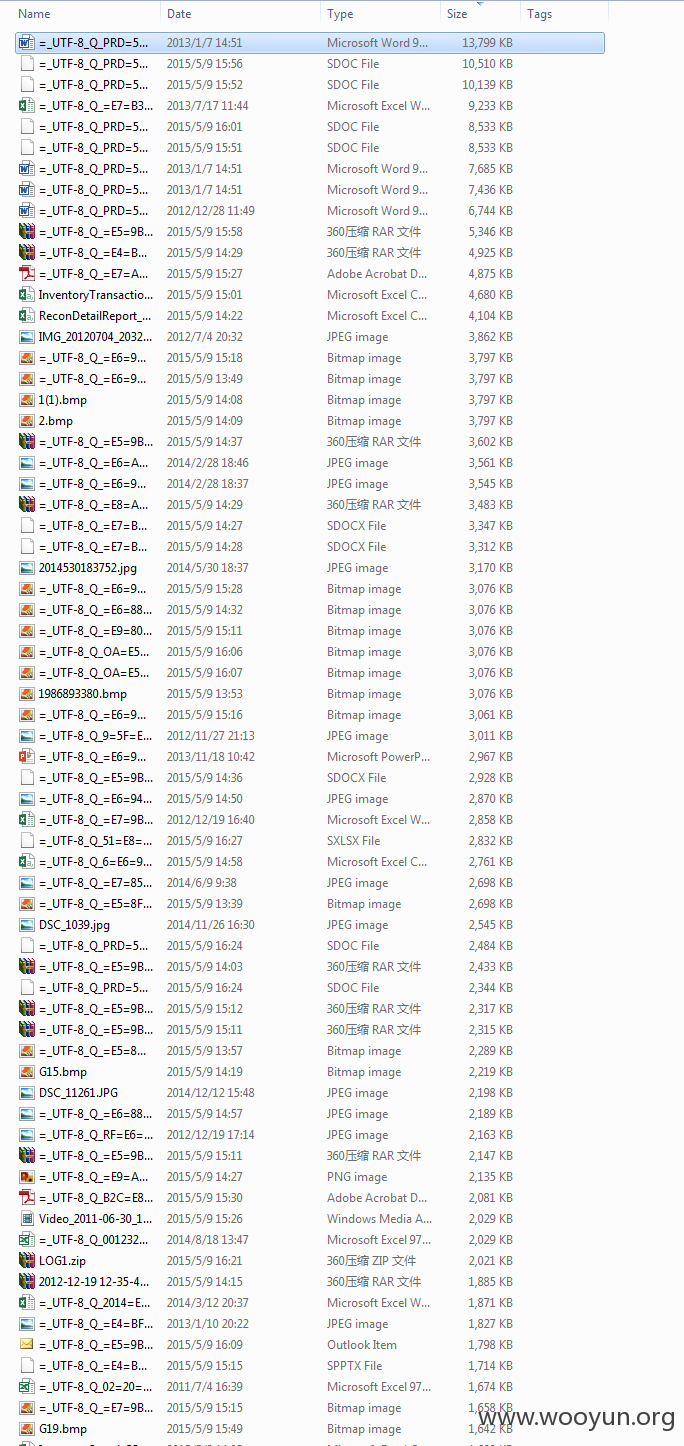 Name Date Type Size Tags
=_UTF-8_Q_PRD=5... 2013/1/7 14:51 Microsoft Word 9... 13,799 KB
=_UTF-8_Q_PRD=5... 2015/5/9 15:56 SDOC File 10,510 KB
=_UTF-8_Q_PRD=5... 2015/5/9 15:52 SDOC File 10,139 KB
=_UTF-8_Q_=E7=B3... 2013/7/17 11:44 Microsoft Excel W... 9,233 KB
=_UTF-8_Q_PRD=5... 2015/5/9 16:01 SDOC File 8,533 KB
=_UTF-8_Q_PRD=5... 2015/5/9 15:51 SDOC File 8,533 KB
=_UTF-8_Q_PRD=5... 2013/1/7 14:51 Microsoft Word 9... 7,685 KB
=_UTF-8_Q_PRD=5... 2013/1/7 14:51 Microsoft Word 9... 7,436 KB
=_UTF-8_Q_PRD=5... 2012/12/28 11:49 Microsoft Word 9... 6,744 KB
=_UTF-8_Q_=E5=9B... 2015/5/9 15:58 360压缩 RAR 文件 5,346 KB
=_UTF-8_Q_=E4=B... 2015/5/9 14:29 360压缩 RAR 文件 4,925 KB
=_UTF-8_Q_=E7=A... 2015/5/9 15:27 Adobe Acrobat D... 4,875 KB
InventoryTransactio... 2015/5/9 15:01 Microsoft Excel C... 4,680 KB
ReconDetailReport_... 2015/5/9 14:22 Microsoft Excel C... 4,104 KB
IMG_20120704_2032... 2012/7/4 20:32 JPEG image 3,862 KB
=_UTF-8_Q_=E6=9... 2015/5/9 15:18 Bitmap image 3,797 KB
=_UTF-8_Q_=E6=9... 2015/5/9 13:49 Bitmap image 3,797 KB
1(1).bmp 2015/5/9 14:08 Bitmap image 3,797 KB
2.bmp 2015/5/9 14:09 Bitmap image 3,797 KB
=_UTF-8_Q_=E5=9B... 2015/5/9 14:37 360压缩 RAR 文件 3,602 KB
=_UTF-8_Q_=E6=A... 2014/2/28 18:46 JPEG image 3,561 KB
=_UTF-8_Q_=E6=9... 2014/2/28 18:37 JPEG image 3,545 KB
=_UTF-8_Q_=E8=A... 2015/5/9 14:29 360压缩 RAR 文件 3,483 KB
=_UTF-8_Q_=E7=B... 2015/5/9 14:27 SDOCX File 3,347 KB
=_UTF-8_Q_=E7=B... 2015/5/9 14:28 SDOCX File 3,312 KB
2014530183752.jpg 2014/5/30 18:37 JPEG image 3,170 KB
=_UTF-8_Q_=E6=9... 2015/5/9 15:28 Bitmap image 3,076 KB
=_UTF-8_Q_=E6=88... 2015/5/9 14:32 Bitmap image 3,076 KB
=_UTF-8_Q_=E9=80... 2015/5/9 15:11 Bitmap image 3,076 KB
=_UTF-8_Q_OA=E5... 2015/5/9 16:06 Bitmap image 3,076 KB
=_UTF-8_Q_OA=E5... 2015/5/9 16:07 Bitmap image 3,076 KB
1986893380.bmp 2015/5/9 13:53 Bitmap image 3,076 KB
=_UTF-8_Q_=E6=9... 2015/5/9 15:16 Bitmap image 3,061 KB
=_UTF-8_Q_9=5F=E... 2012/11/27 21:13 JPEG image 3,011 KB
=_UTF-8_Q_=E6=9... 2013/11/18 10:42 Microsoft PowerP... 2,967 KB
=_UTF-8_Q_=E5=9B... 2015/5/9 14:36 SDOCX File 2,928 KB
=_UTF-8_Q_=E6=94... 2015/5/9 14:50 JPEG image 2,870 KB
=_UTF-8_Q_=E7=9B... 2012/12/19 16:40 Microsoft Excel W... 2,858 KB
=_UTF-8_Q_51=E8=... 2015/5/9 16:27 SXLSX File 2,832 KB
=_UTF-8_Q_6=E6=9... 2015/5/9 14:58 Microsoft Excel C... 2,761 KB
=_UTF-8_Q_=E7=85... 2014/6/9 9:38 JPEG image 2,698 KB
=_UTF-8_Q_=E5=8F... 2015/5/9 13:39 Bitmap image 2,698 KB
DSC_1039.jpg 2014/11/26 16:30 JPEG image 2,545 KB
=_UTF-8_Q_PRD=5... 2015/5/9 16:24 SDOC File 2,484 KB
=_UTF-8_Q_=E5=9B... 2015/5/9 14:03 360压缩 RAR 文件 2,433 KB
=_UTF-8_Q_PRD=5... 2015/5/9 16:24 SDOC File 2,344 KB
=_UTF-8_Q_=E5=9B... 2015/5/9 15:12 360压缩 RAR 文件 2,317 KB
=_UTF-8_Q_=E5=9B... 2015/5/9 15:11 360压缩 RAR 文件 2,315 KB
=_UTF-8_Q_=E5=8... 2015/5/9 13:57 Bitmap image 2,289 KB
G15.bmp 2015/5/9 14:19 Bitmap image 2,219 KB
DSC_11261.JPG 2014/12/12 15:48 JPEG image 2,198 KB
=_UTF-8_Q_=E6=88... 2015/5/9 14:57 JPEG image 2,189 KB
=_UTF-8_Q_RF=E6=... 2012/12/19 17:14 JPEG image 2,163 KB
=_UTF-8_Q_=E5=9B... 2015/5/9 15:11 360压缩 RAR 文件 2,147 KB
=_UTF-8_Q_=E9=A... 2015/5/9 14:27 PNG image 2,135 KB
=_UTF-8_Q_B2C=E8... 2015/5/9 15:30 Adobe Acrobat D... 2,081 KB
Video_2011-06-30_1... 2015/5/9 15:26 Windows Media A... 2,029 KB
=_UTF-8_Q_001232... 2014/8/18 13:47 Microsoft Excel 97... 2,029 KB
LOG1.zip 2015/5/9 16:21 360压缩 ZIP 文件 2,021 KB
2012-12-19 12-35-4... 2015/5/9 14:15 360压缩 RAR 文件 1,885 KB
=_UTF-8_Q_2014=E... 2014/3/12 20:37 Microsoft Excel W... 1,871 KB
=_UTF-8_Q_=E4=BF... 2013/1/10 20:22 JPEG image 1,827 KB
=_UTF-8_Q_=E5=9B... 2015/5/9 16:09 Outlook Item 1,798 KB
=_UTF-8_Q_=E4=B... 2015/5/9 15:15 SPPTX File 1,714 KB
=_UTF-8_Q_02=20=... 2011/7/4 16:39 Microsoft Excel 97... 1,674 KB
=_UTF-8_Q_=E7=9B... 2015/5/9 15:15 Bitmap image 1,658 KB
www.wooyun.org
G19.bmp 2015/5/9 15:49 Bitmap image 1,642 KB